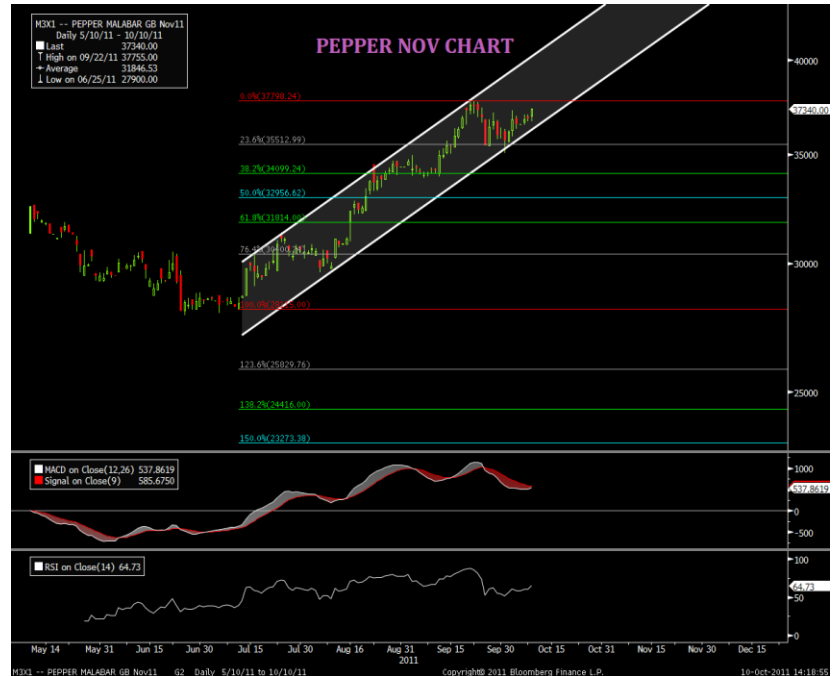 M3X1 -- PEPPER MALABAR GB Nov11
Daily 5/10/11 - 10/10/11
Last 37340.00
High on 09/22/11 37755.00
Average 31846.53
Low on 06/25/11 27900.00
PEPPER NOV CHART
40000
0.0%(37790.24)
37340.00
23.6%(35512.99)
35000
38.2%(34099.24)
50.0%(32956.62)
61.8%(31814.00)
30000
123.6%(25829.76)
25000
138.2%(24416.00)
150.0%(23273.38)
MACD on Close(12,26) 537.8619
Signal on Close(9) 585.6750
1000
537.8619
0
-500
RSI on Close(14) 64.73
100
64.73
50
0
May 14 May 31 Jun 15 Jun 30 Jul 15 Jul 30 Aug 16 Aug 31 Sep 15 Sep 30 Oct 15 Oct 31 Nov 15 Nov 30 Dec 15
2011
M3X1 -- PEPPER MALABAR GB Nov11 G2 Daily 5/10/11 to 10/10/11 Copyright© 2011 Bloomberg Finance L.P. 10-Oct-2011 14:18:55